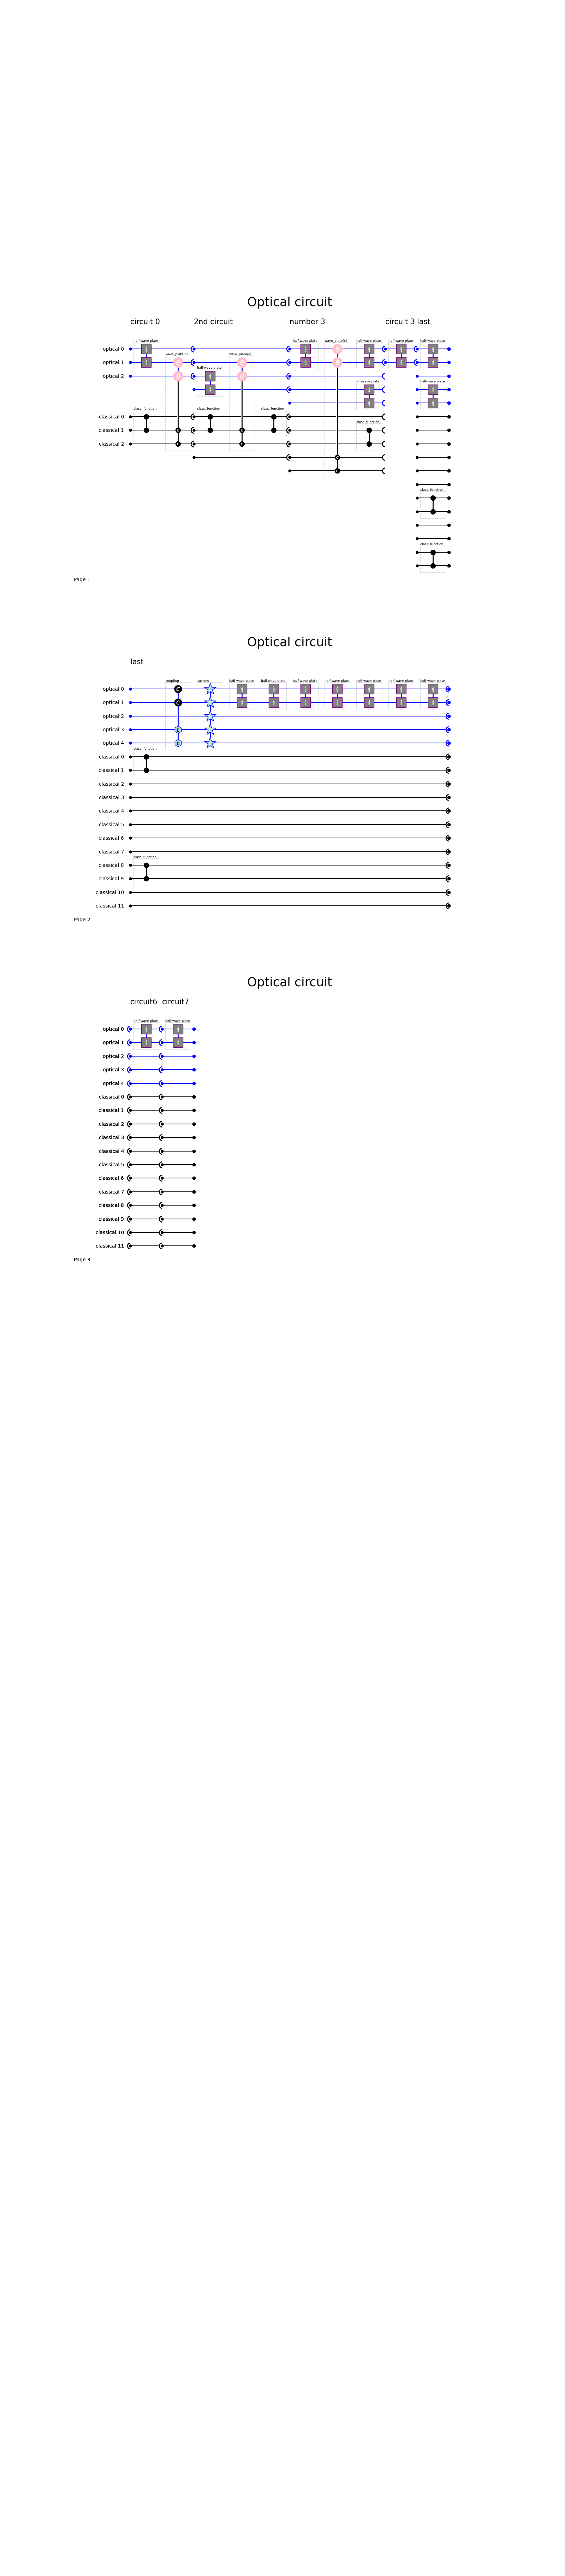 Optical circuit
circuit 0 2nd circuit number 3 circuit 3 last
half-wave plate half-wave plate wave_plate(c) half-wave plate half-wave plate half-wave plate
optical 0
wave_plate(c) wave_plate(c)
optical 1
half-wave plate
optical 2
half-wave plate
class. function class. function class. function
classical 0
class. function
classical 1
classical 2
class. function
class. function
Page 1
Optical circuit
last
coupling custom half-wave plate half-wave plate half-wave plate half-wave plate half-wave plate half-wave plate half-wave plate
optical 0
optical 1
optical 2
optical 3
optical 4
class. function
classical 0
classical 1
classical 2
classical 3
classical 4
classical 5
classical 6
classical 7
class. function
classical 8
classical 9
classical 10
classical 11
Page 2
Optical circuit
circuit6 circuit7
half-wave plate half-wave plate
optical 0
optical 1
optical 2
optical 3
optical 4
classical 0
classical 1
classical 2
classical 3
classical 4
classical 5
classical 6
classical 7
classical 8
classical 9
classical 10
classical 11
Page 3